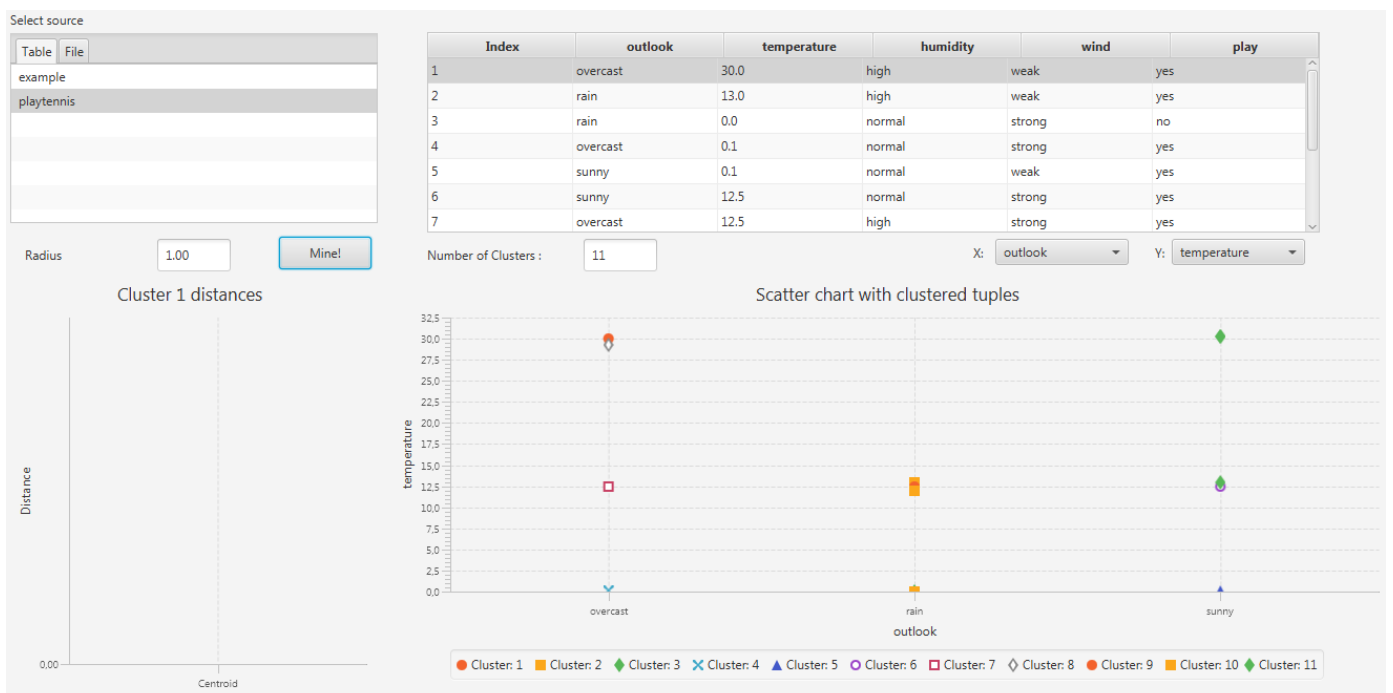 Select source
Table File
example
playtennis
Index outlook temperature humidity wind play
1 overcast 30.0 high weak yes
2 rain 13.0 high weak yes
3 rain 0.0 normal strong no
4 overcast 0.1 normal strong yes
5 sunny 0.1 normal weak yes
6 sunny 12.5 normal strong yes
7 overcast 12.5 high strong yes
Radius 1.00 Mine!
Number of Clusters : 11 X: outlook Y: temperature
Cluster 1 distances
Distance
0,00
Centroid
Scatter chart with clustered tuples
temperature
32,5
30,0
27,5
25,0
22,5
20,0
17,5
15,0
12,5
10,0
7,5
5,0
2,5
0,0
overcast rain sunny
outlook
Cluster: 1 Cluster: 2 Cluster: 3 Cluster: 4 Cluster: 5 Cluster: 6 Cluster: 7 Cluster: 8 Cluster: 9 Cluster: 10 Cluster: 11